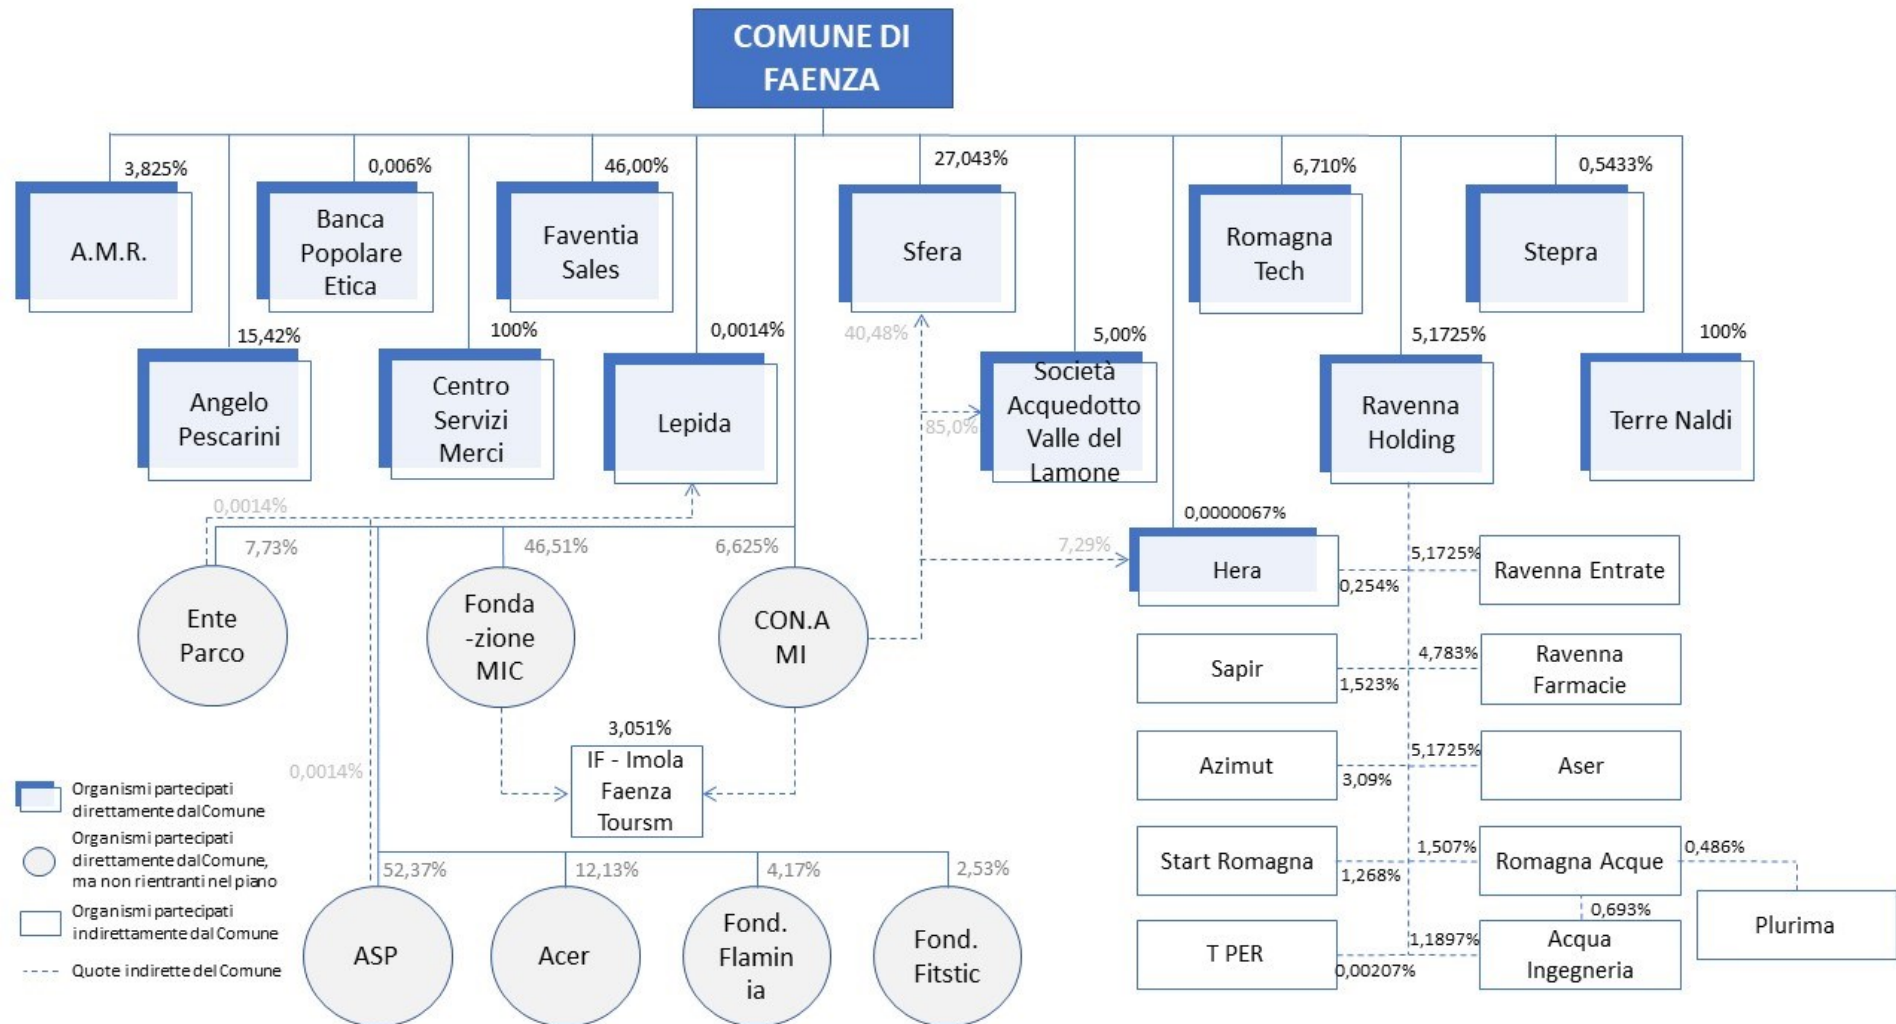 COMUNE DI
FAENZA
3,825%
0,006%
46,00%
27,043%
6,710%
0,5433%
A.M.R.
Banca
Popolare
Etica
Faventia
Sales
Sfera
Romagna
Tech
Stepra
15,42%
100%
0,0014%
40,48%
5,00%
5,1725%
100%
Angelo
Pescarini
Centro
Servizi
Merci
Lepida
85,0%
Società
Acquedotto
Valle del
Lamone
Ravenna
Holding
Terre Naldi
0,0014%
7,73%
46,51%
6,625%
7,29%
0,0000067%
Ente
Parco
Fonda
-zione
MIC
CON.A
MI
Hera
0,254%
5,1725%
Ravenna Entrate
Sapir
1,523%
4,783%
Ravenna
Farmacie
3,051%
IF - Imola
Faenza
Toursm
0,0014%
Azimut
3,09%
5,1725%
Aser
Start Romagna
1,268%
1,507%
Romagna Acque
0,486%
Plurima
0,693%
T PER
0,00207%
1,1897%
Acqua
Ingegneria
52,37%
12,13%
4,17%
2,53%
ASP
Acer
Fond.
Flamin
ia
Fond.
Fitstic
Organismi partecipati
direttamente dal Comune
Organismi partecipati
direttamente dal Comune,
ma non rientranti nel piano
Organismi partecipati
indirettamente dal Comune
Quote indirette del Comune